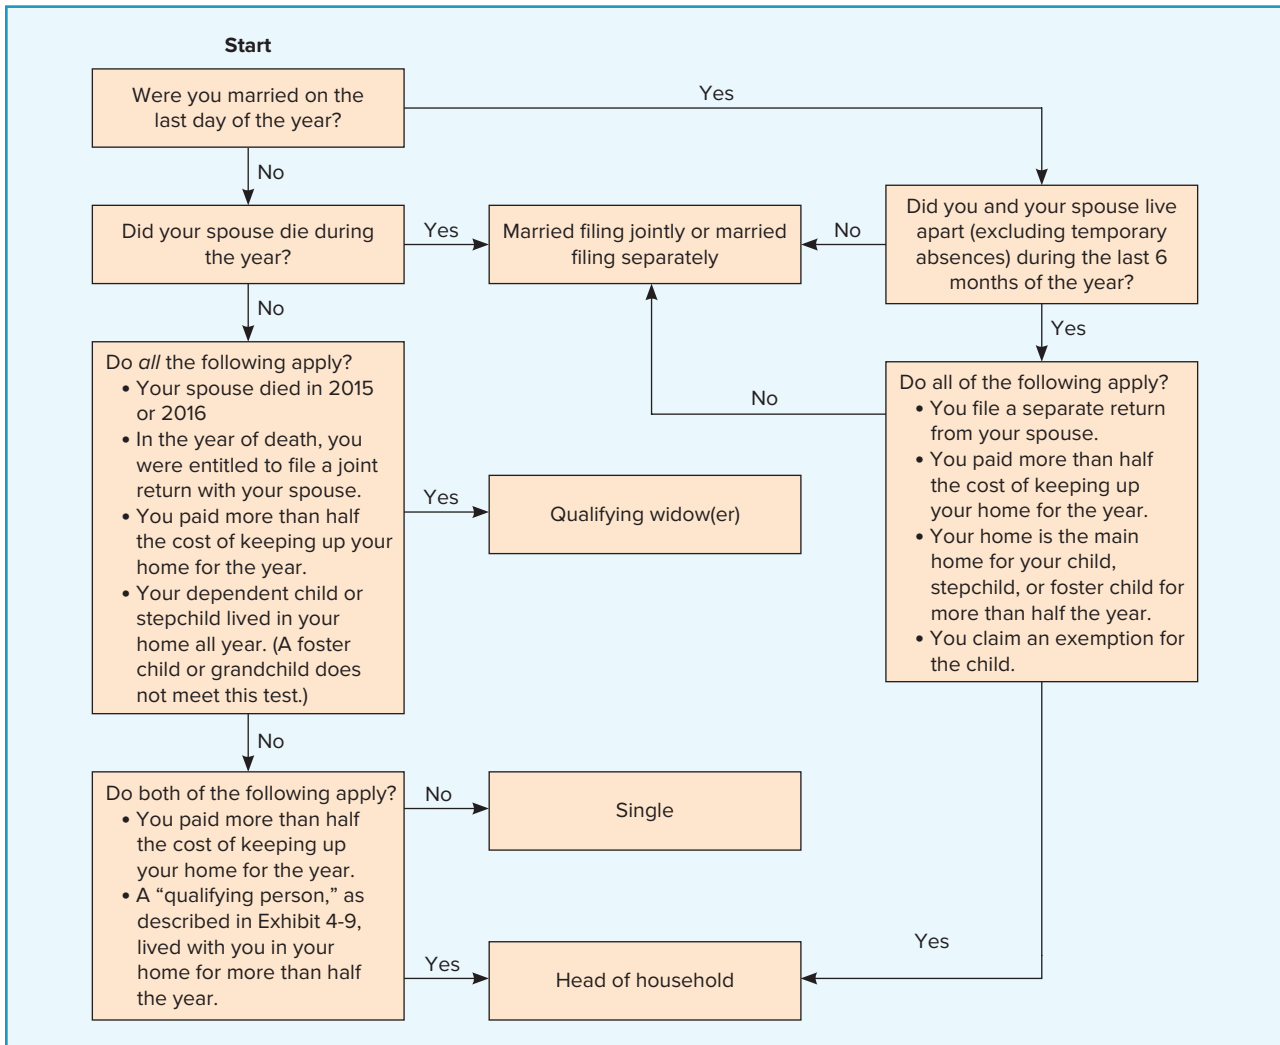 Start
Were you married on the
last day of the year?
Yes
No
Did your spouse die during
the year?
Yes
Married filing jointly or married
filing separately
No
Did you and your spouse live
apart (excluding temporary
absences) during the last 6
months of the year?
No
Yes
Do all the following apply?
• Your spouse died in 2015
or 2016
• In the year of death, you
were entitled to file a joint
return with your spouse.
• You paid more than half
the cost of keeping up your
home for the year.
• Your dependent child or
stepchild lived in your
home all year. (A foster
child or grandchild does
not meet this test.)
Yes
Qualifying widow(er)
No
Do all of the following apply?
• You file a separate return
from your spouse.
• You paid more than half
the cost of keeping up
your home for the year.
• Your home is the main
home for your child,
stepchild, or foster child for
more than half the year.
• You claim an exemption for
the child.
No
Do both of the following apply?
• You paid more than half
the cost of keeping up
your home for the year.
• A “qualifying person,” as
described in Exhibit 4-9,
lived with you in your
home for more than half
the year.
No
Single
Yes
Head of household
Yes